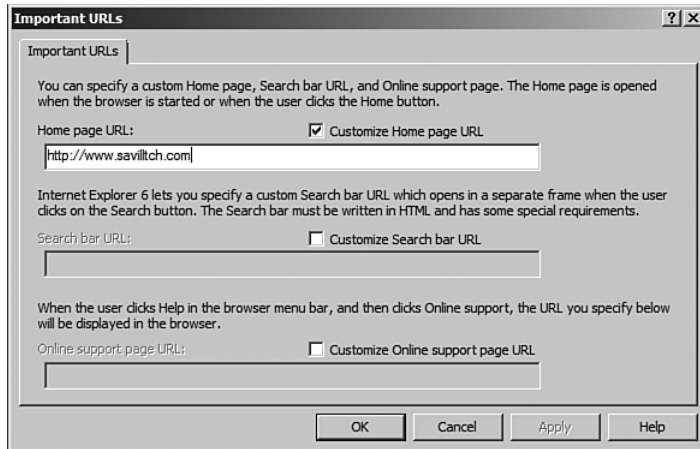 Important URLs
Important URLs
You can specify a custom Home page, Search bar URL, and Online support page. The Home page is opened
when the browser is started or when the user clicks the Home button.
Home page URL: Customize Home page URL
http://www.savilltch.com
Internet Explorer 6 lets you specify a custom Search bar URL which opens in a separate frame when the user
clicks on the Search button. The Search bar must be written in HTML and has some special requirements.
Search bar URL: Customize Search bar URL
When the user clicks Help in the browser menu bar, and then clicks Online support, the URL you specify below
will be displayed in the browser.
Online support page URL: Customize Online support page URL
OK Cancel Apply Help